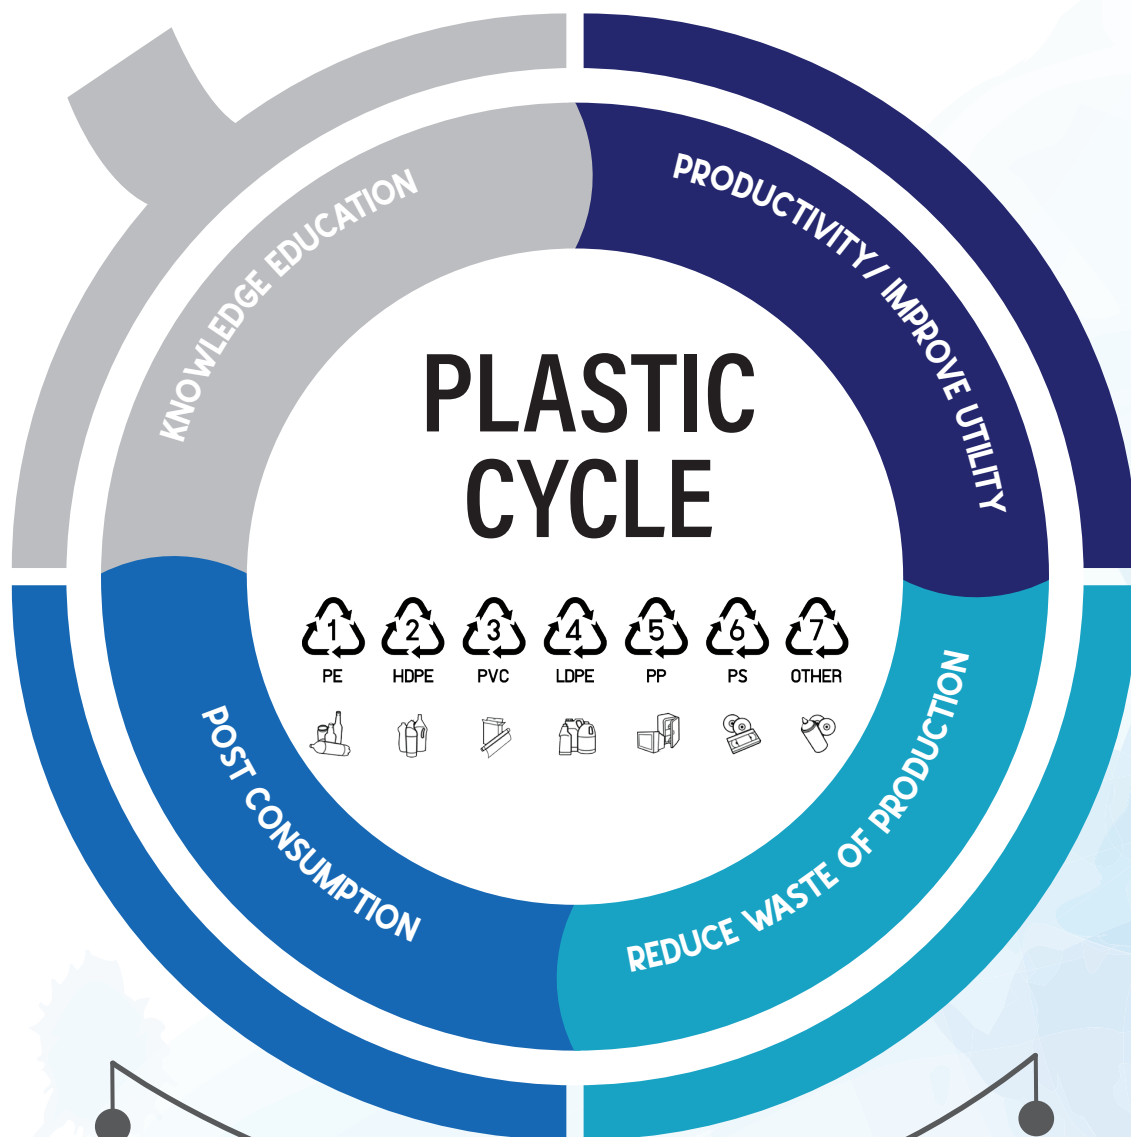 KNOWLEDGE EDUCATION
PRODUCTIVITY/ IMPROVE UTILITY
PLASTIC
CYCLE
1 2 3 4 5 6 7
PE HDPE PVC LDPE PP PS OTHER
POST CONSUMPTION
REDUCE WASTE OF PRODUCTION